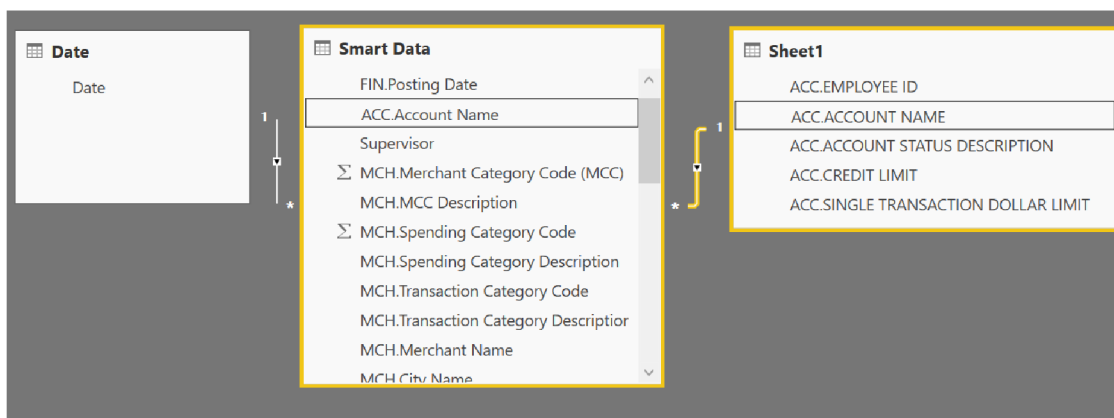 Date
Date
1
*
Smart Data
FIN.Posting Date
ACC.Account Name
Supervisor
Σ MCH.Merchant Category Code (MCC)
MCH.MCC Description
Σ MCH.Spending Category Code
MCH.Spending Category Description
MCH.Transaction Category Code
MCH.Transaction Category Descriptior
MCH.Merchant Name
MCH.City Name
1
*
Sheet1
ACC.EMPLOYEE ID
ACC.ACCOUNT NAME
ACC.ACCOUNT STATUS DESCRIPTION
ACC.CREDIT LIMIT
ACC.SINGLE TRANSACTION DOLLAR LIMIT